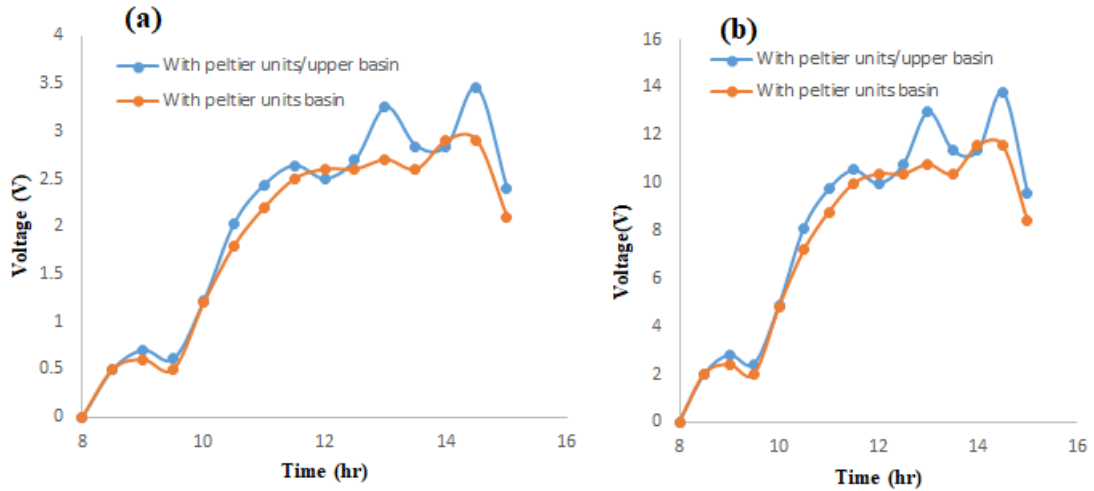 (a)
With peltier units/upper basin
With peltier units basin
4
3.5
3
2.5
2
1.5
1
0.5
0
Voltage (V)
8 10 12 14 16
Time (hr)
(b)
With peltier units/upper basin
With peltier units basin
16
14
12
10
8
6
4
2
0
Voltage(V)
8 10 12 14 16
Time (hr)